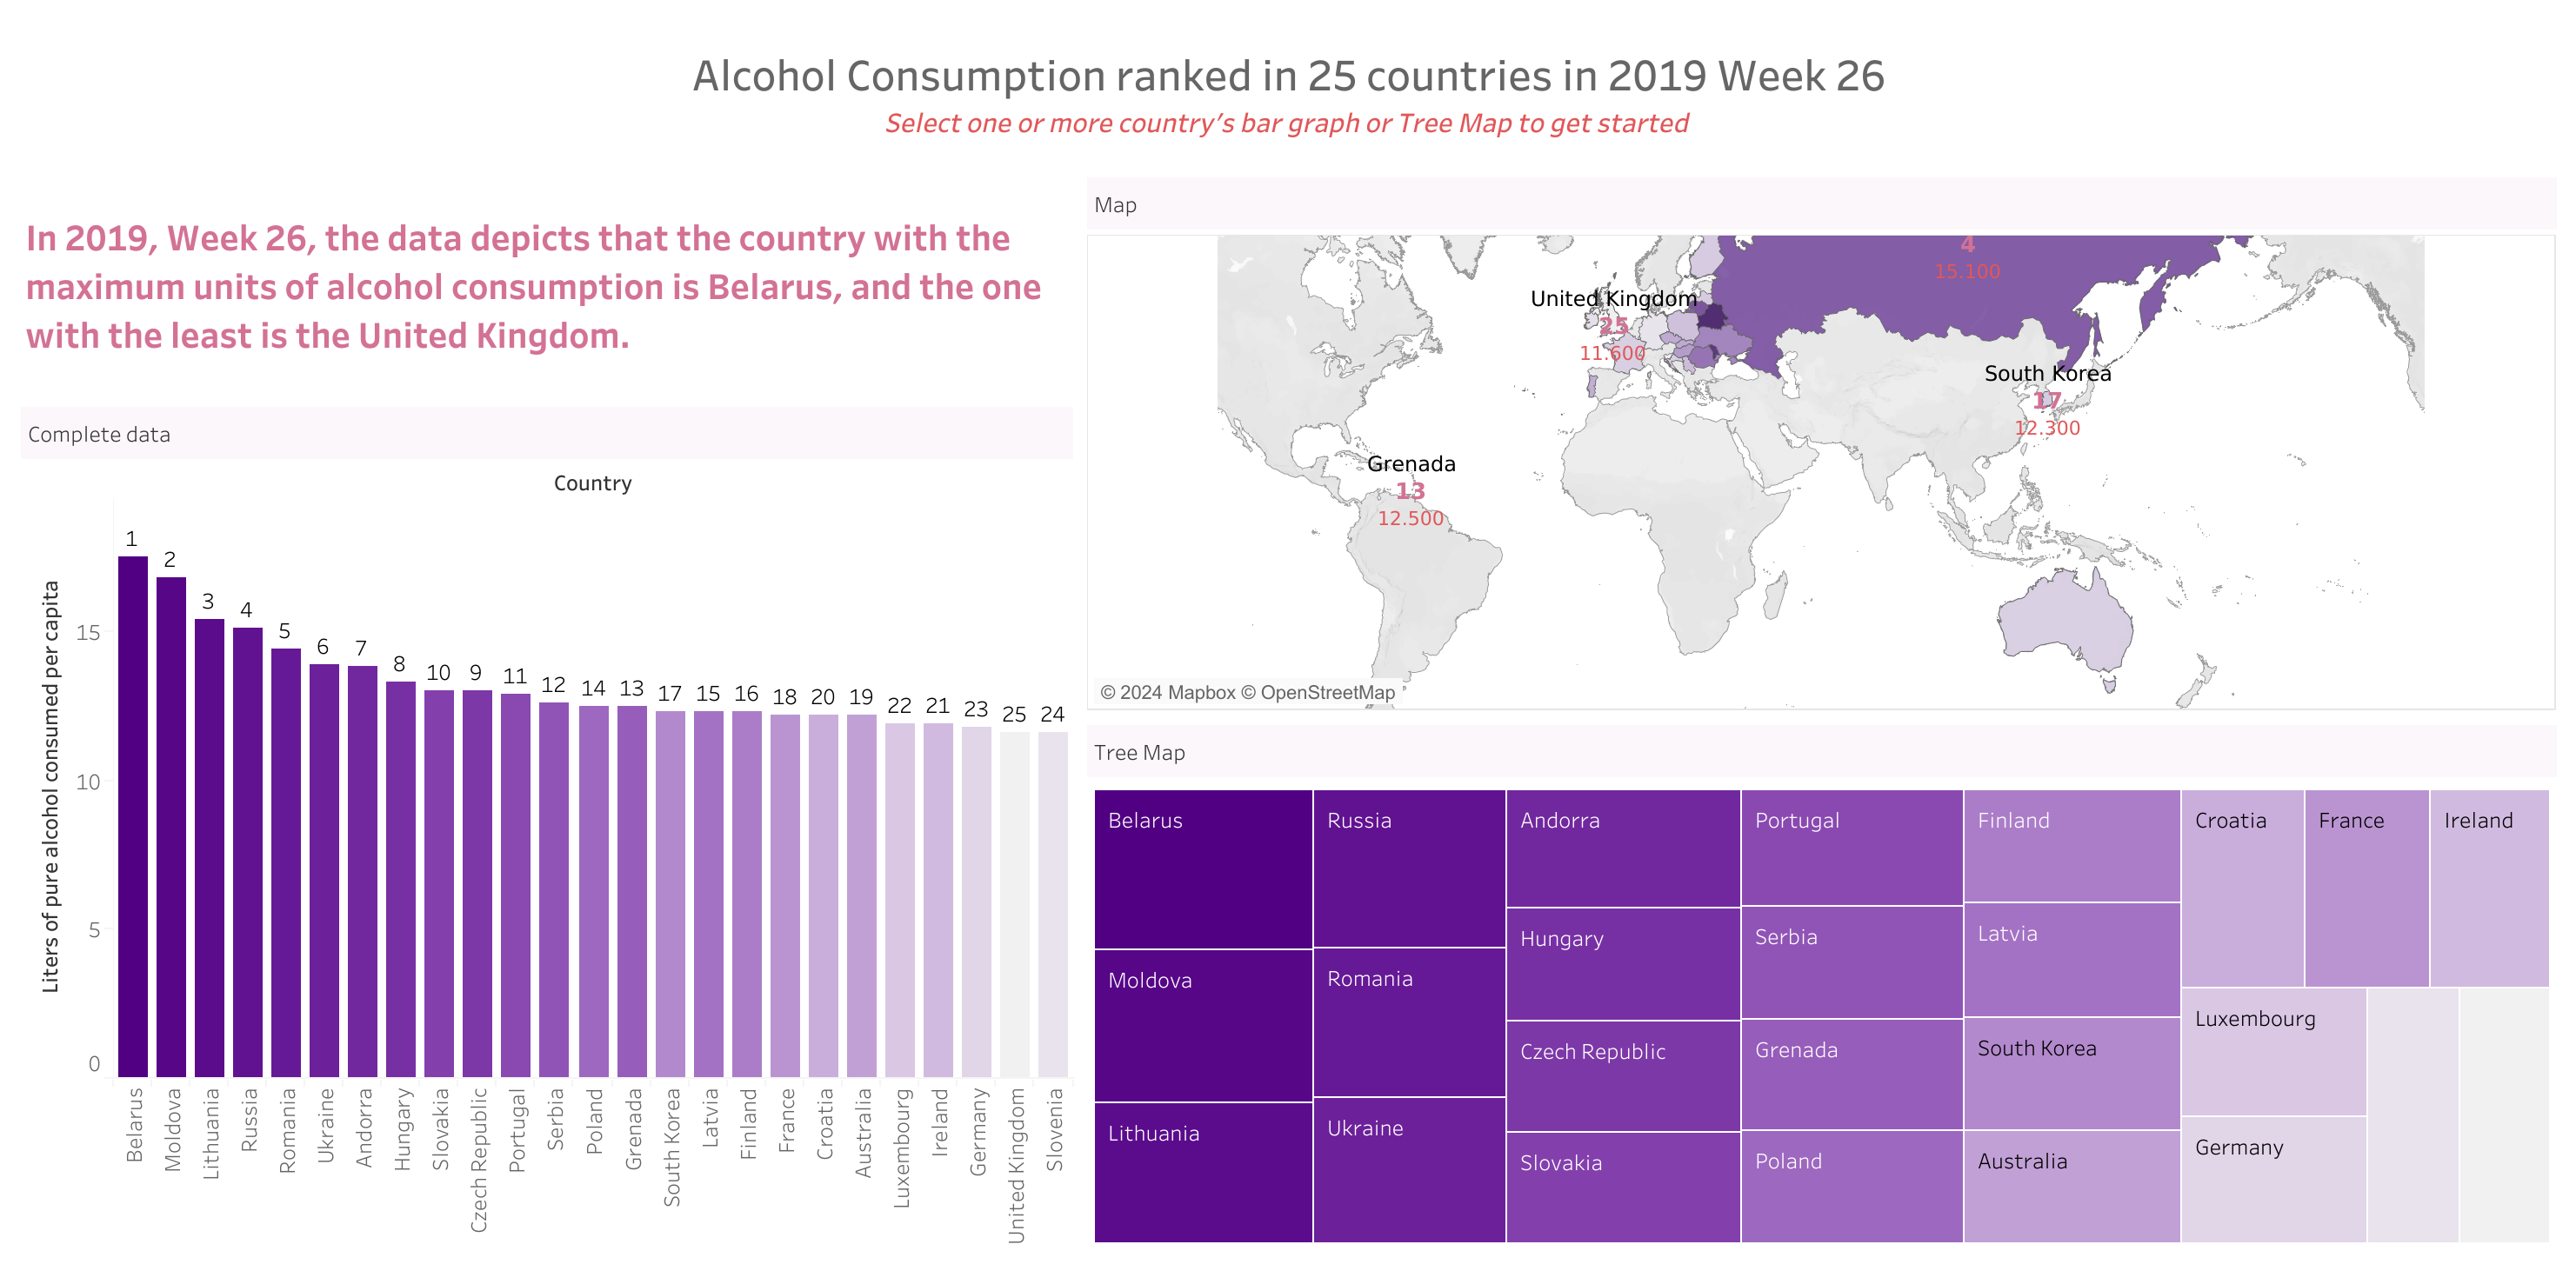 Alcohol Consumption ranked in 25 countries in 2019 Week 26
Select one or more country's bar graph or Tree Map to get started
In 2019, Week 26, the data depicts that the country with the
maximum units of alcohol consumption is Belarus, and the one
with the least is the United Kingdom.
Complete data
Country
Liters of pure alcohol consumed per capita
15
10
5
0
1
2
3
4
5
6
7
8
10
9
11
12
14
13
17
15
16
18
20
19
22
21
23
25
24
Belarus
Moldova
Lithuania
Russia
Romania
Ukraine
Andorra
Hungary
Slovakia
Czech Republic
Portugal
Serbia
Poland
Grenada
South Korea
Latvia
Finland
France
Croatia
Australia
Luxembourg
Ireland
Germany
United Kingdom
Slovenia
Map
4
15.100
United Kingdom
25
11.600
South Korea
17
12.300
Grenada
13
12.500
© 2024 Mapbox © OpenStreetMap
Tree Map
Belarus
Moldova
Lithuania
Russia
Romania
Ukraine
Andorra
Hungary
Czech Republic
Slovakia
Portugal
Serbia
Grenada
Poland
Finland
Latvia
South Korea
Australia
Croatia
France
Ireland
Luxembourg
Germany